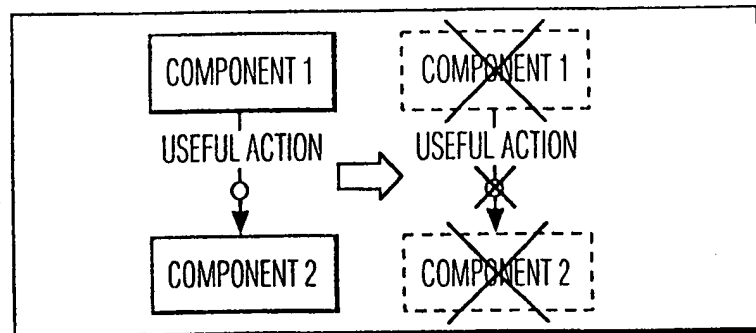 COMPONENT 1
USEFUL ACTION
COMPONENT 2
COMPONENT 1
USEFUL ACTION
COMPONENT 2